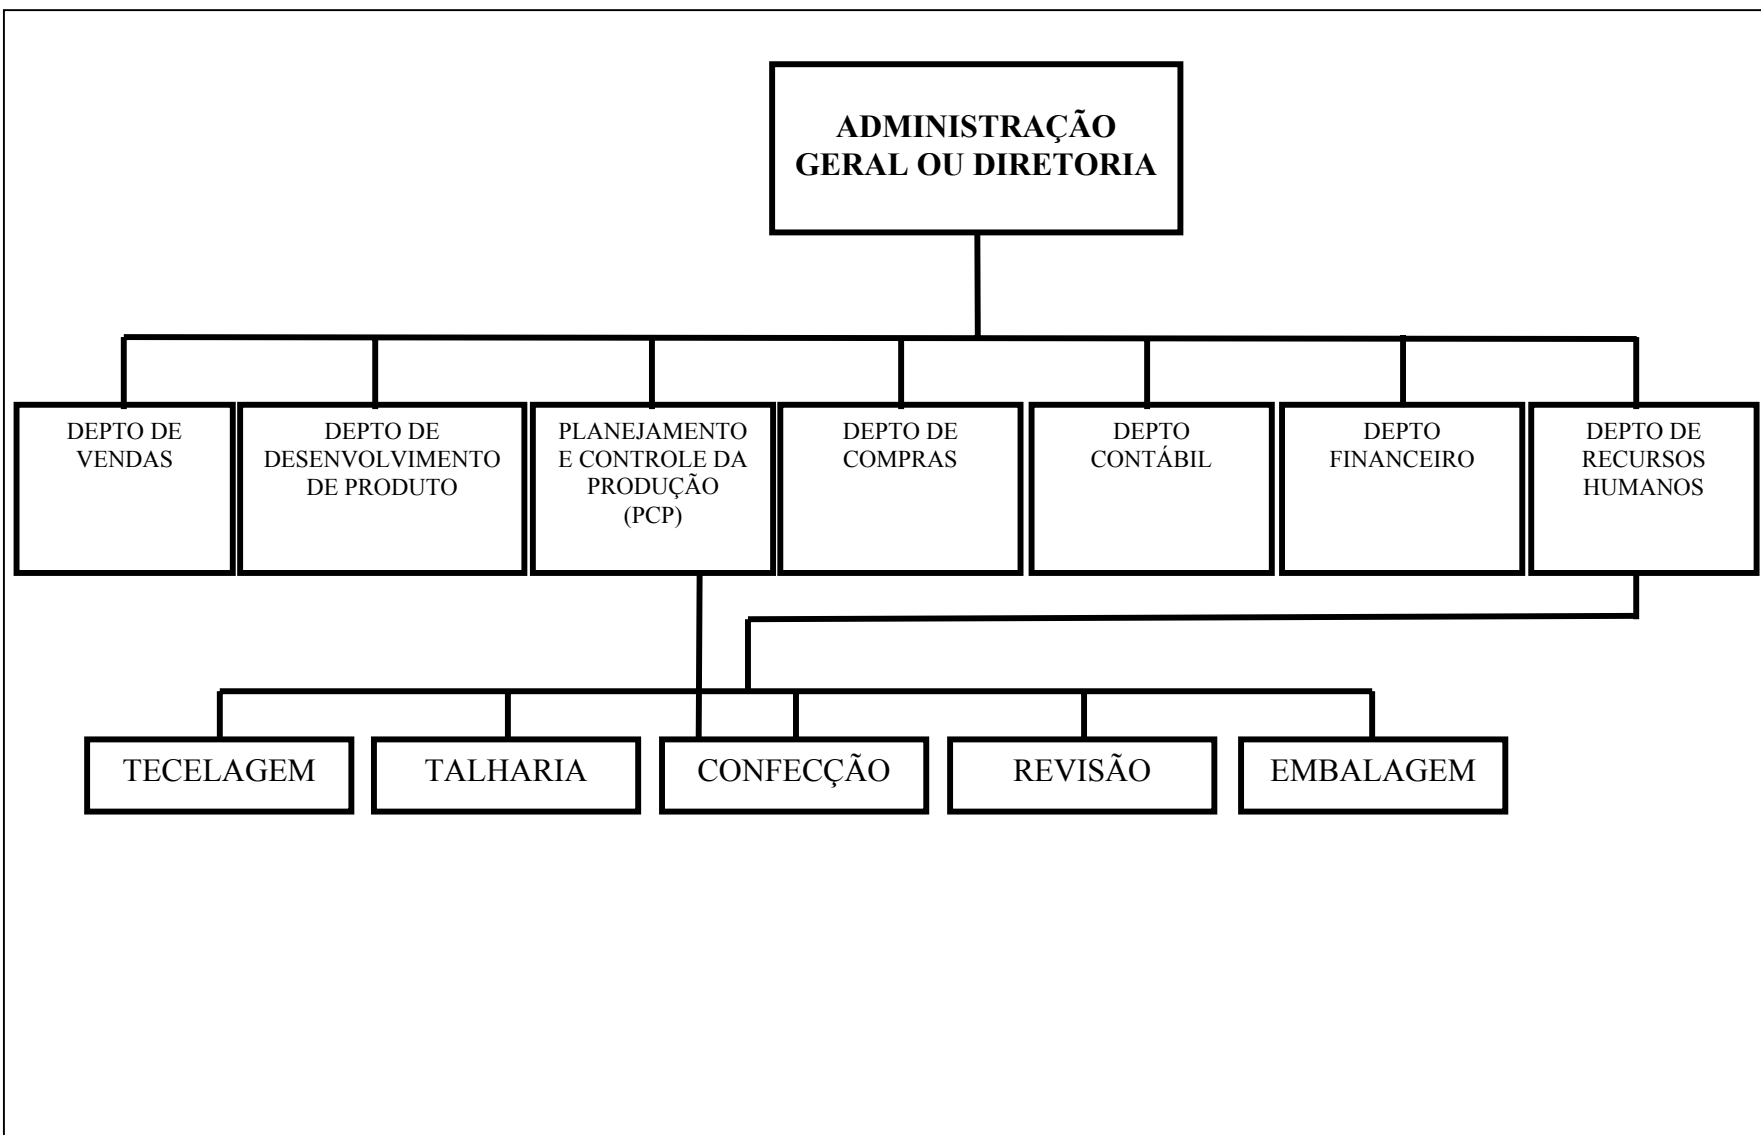 ADMINISTRAÇÃO
GERAL OU DIRETORIA
DEPTO DE
VENDAS
DEPTO DE
DESENVOLVIMENTO
DE PRODUTO
PLANEJAMENTO
E CONTROLE DA
PRODUÇÃO
(PCP)
DEPTO DE
COMPRAS
DEPTO
CONTÁBIL
DEPTO
FINANCEIRO
DEPTO DE
RECURSOS
HUMANOS
TECELAGEM
TALHARIA
CONFECÇÃO
REVISÃO
EMBALAGEM